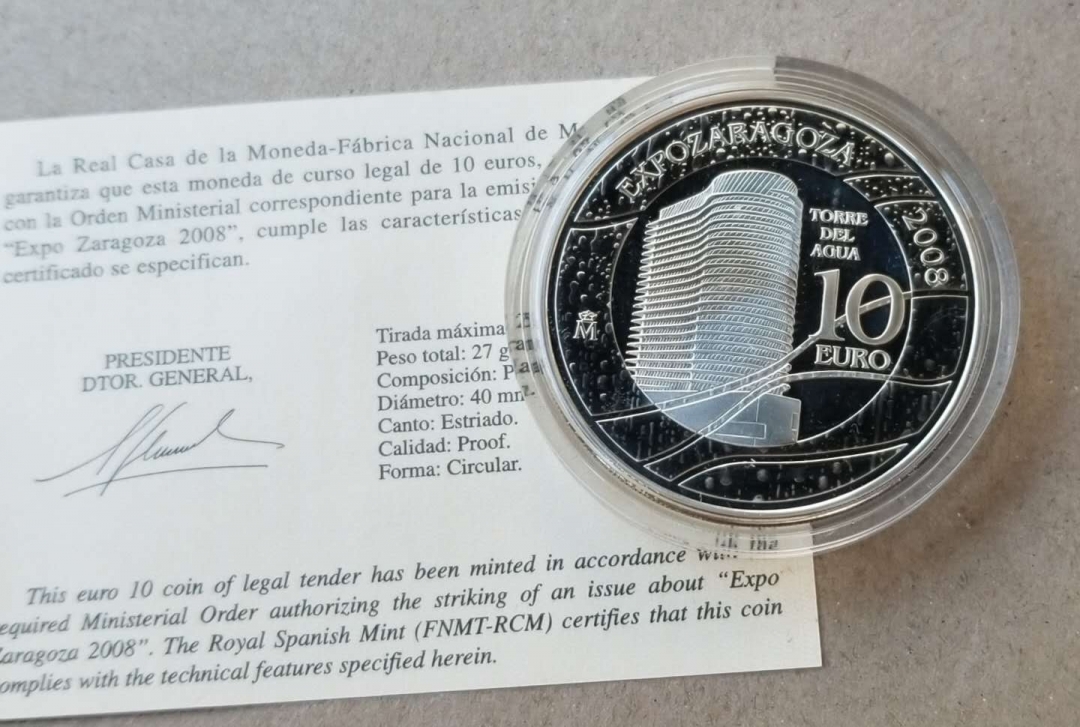 La Real Casa de la Moneda-Fábrica Nacional de
garantiza que esta moneda de curso legal de 10 euros,
con la Orden Ministerial correspondiente para la
“Expo Zaragoza 2008”, cumple las características
certificado se especifican.
PRESIDENTE
DTOR. GENERAL,
Tirada máxima
Peso total: 27
Composición:
Diámetro: 40
Canto: Estriado.
Calidad: Proof.
Forma: Circular.
This euro 10 coin of legal tender has been minted in accordance with the
equired Ministerial Order authorizing the striking of an issue about “Expo
aragoza 2008”. The Royal Spanish Mint (FNMT-RCM) certifies that this coin
omplies with the technical features specified herein.
EXPOZARAGOZA
2008
TORRE
DEL
AGUA
10
EURO
M